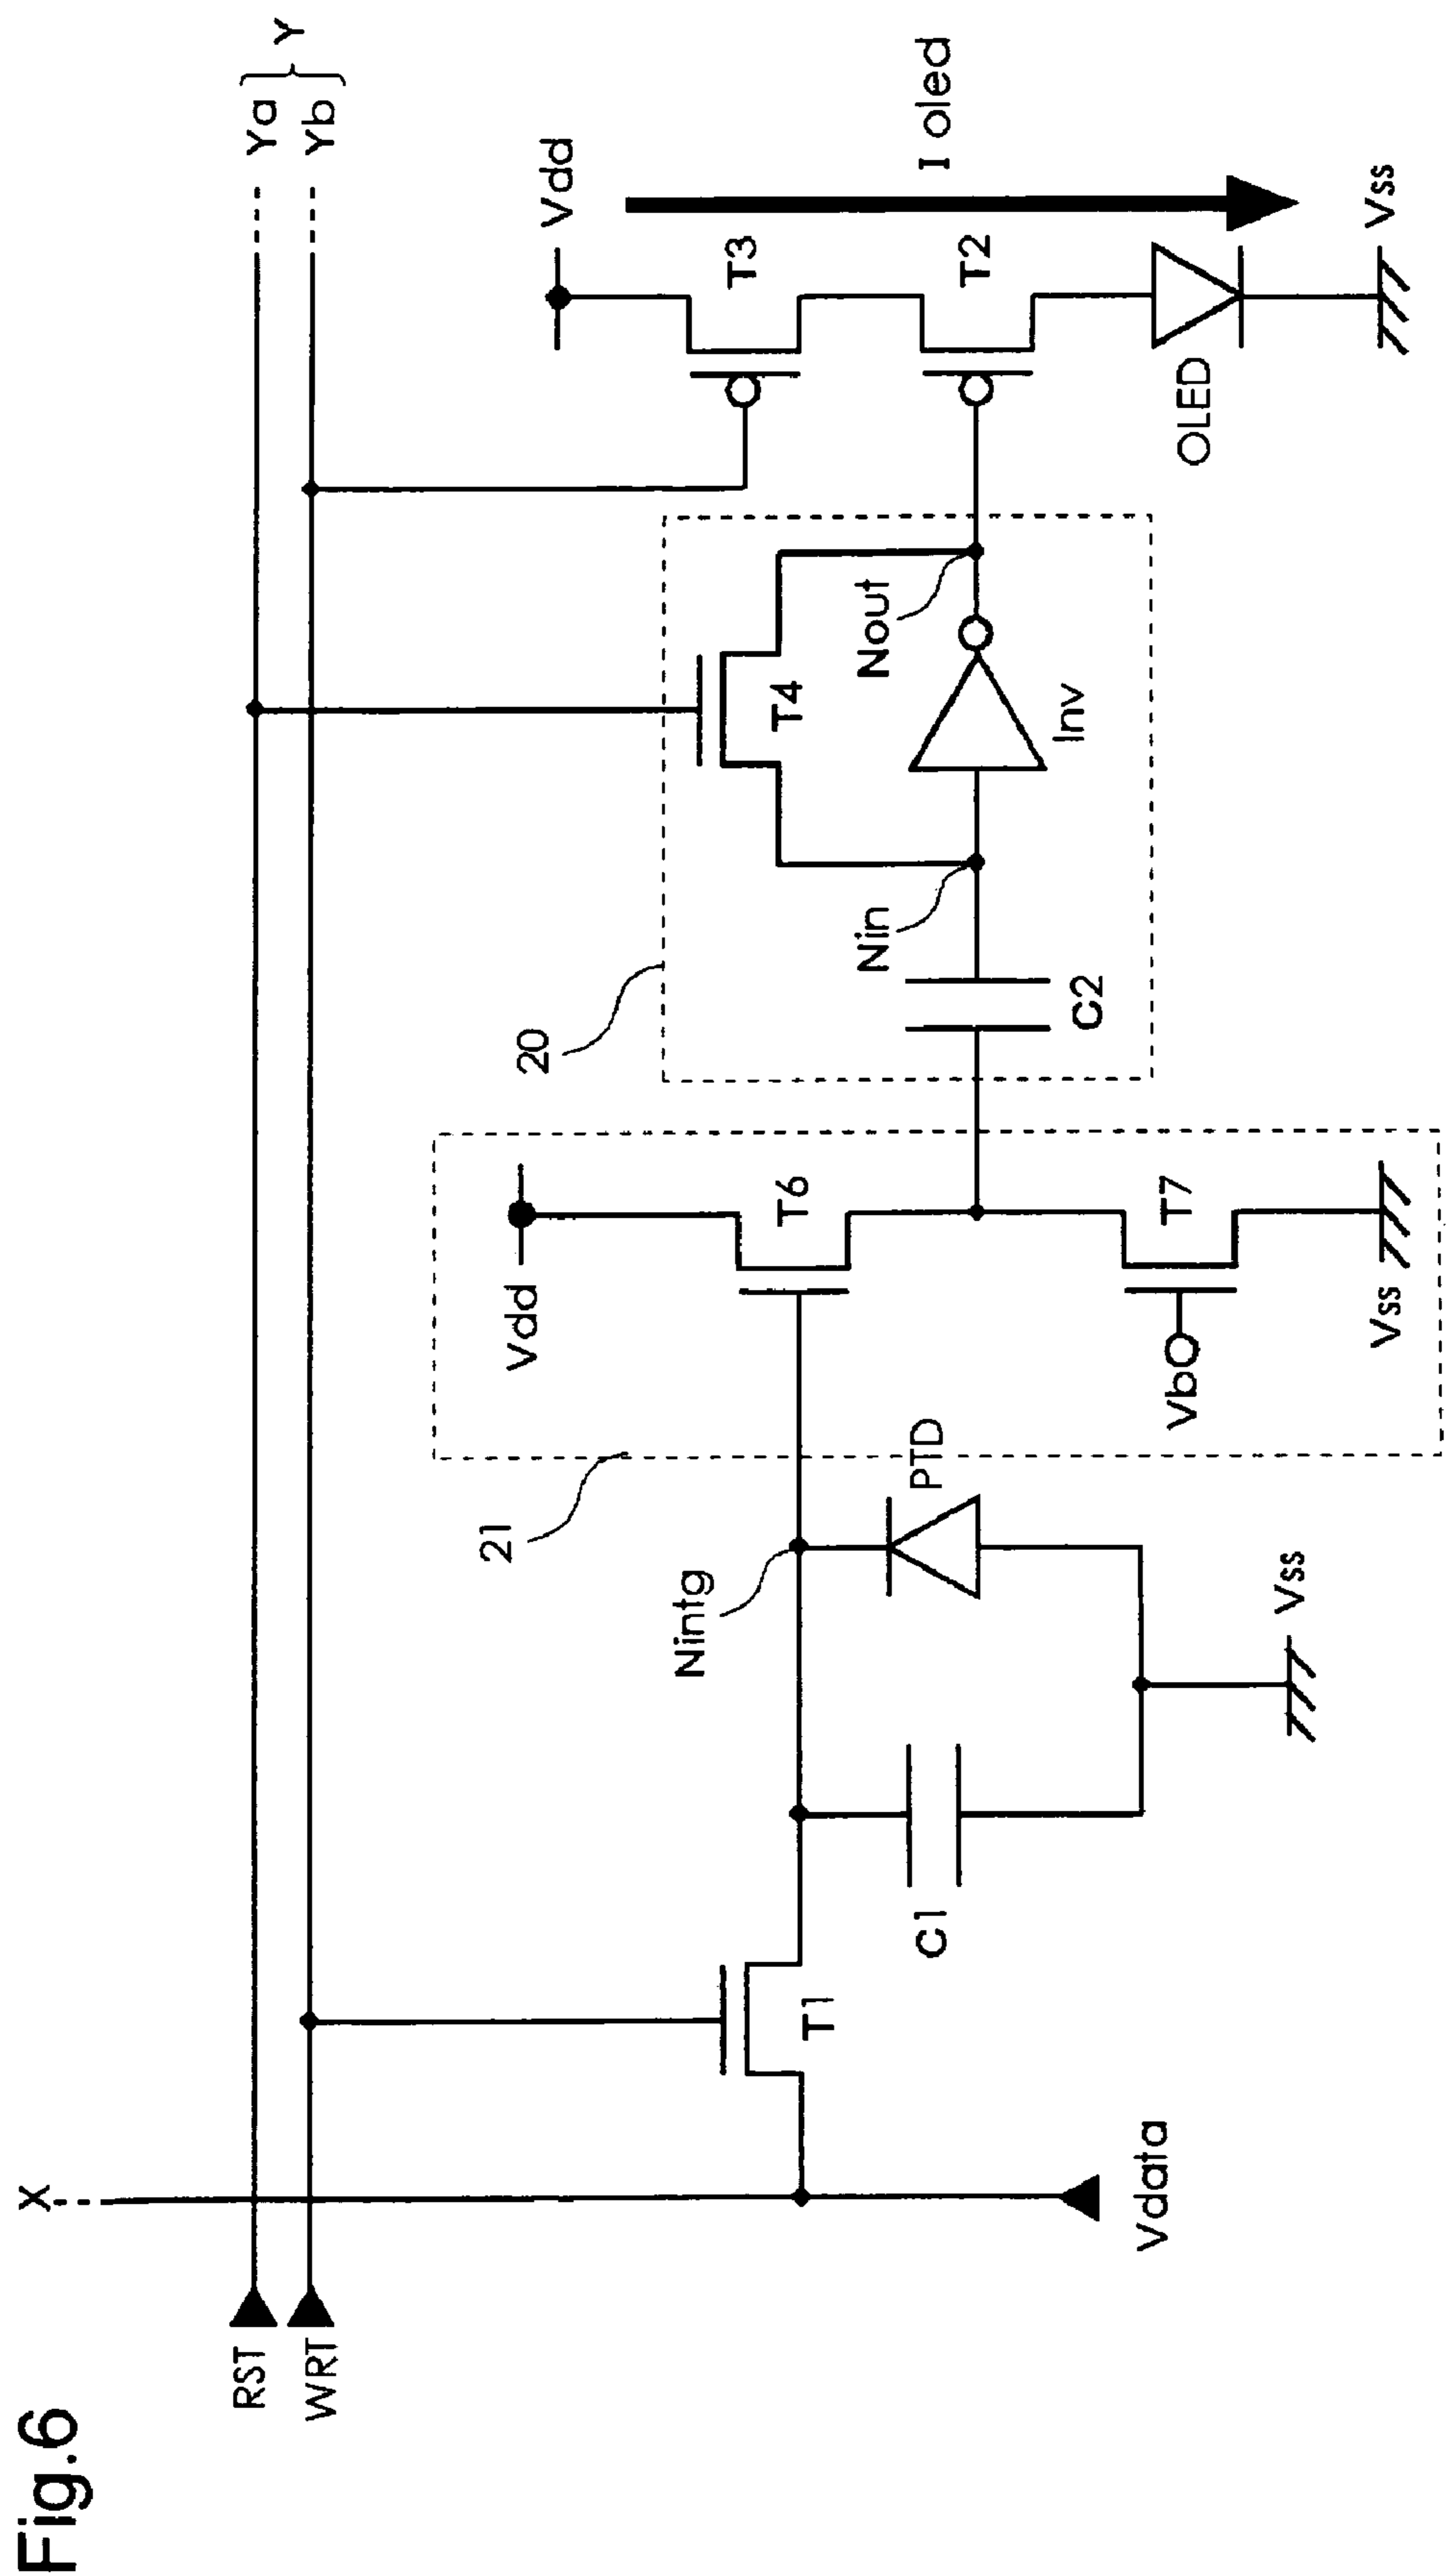 Fig.6
X
RST
WRT
Ya
Yb
Y
Vdata
T1
C1
Nintg
PTD
Vss
21
Vdd
T6
T7
Vb
Vss
20
C2
Nin
T4
Inv
Nout
Vdd
T3
T2
OLED
Vss
I oled